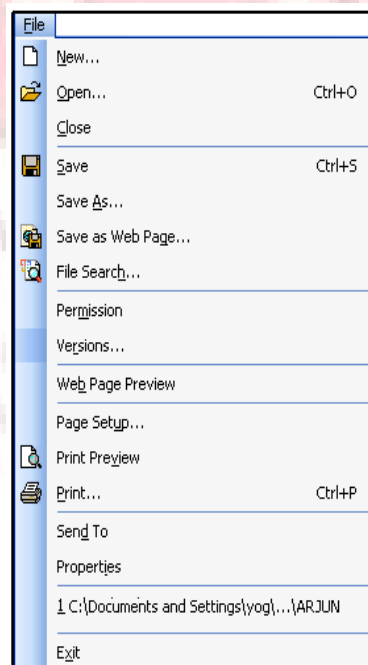 File
New...
Open... Ctrl+O
Close
Save Ctrl+S
Save As...
Save as Web Page...
File Search...
Permission
Versions...
Web Page Preview
Page Setup...
Print Preview
Print... Ctrl+P
Send To
Properties
1 C:\Documents and Settings\yog\...\ARJUN
Exit